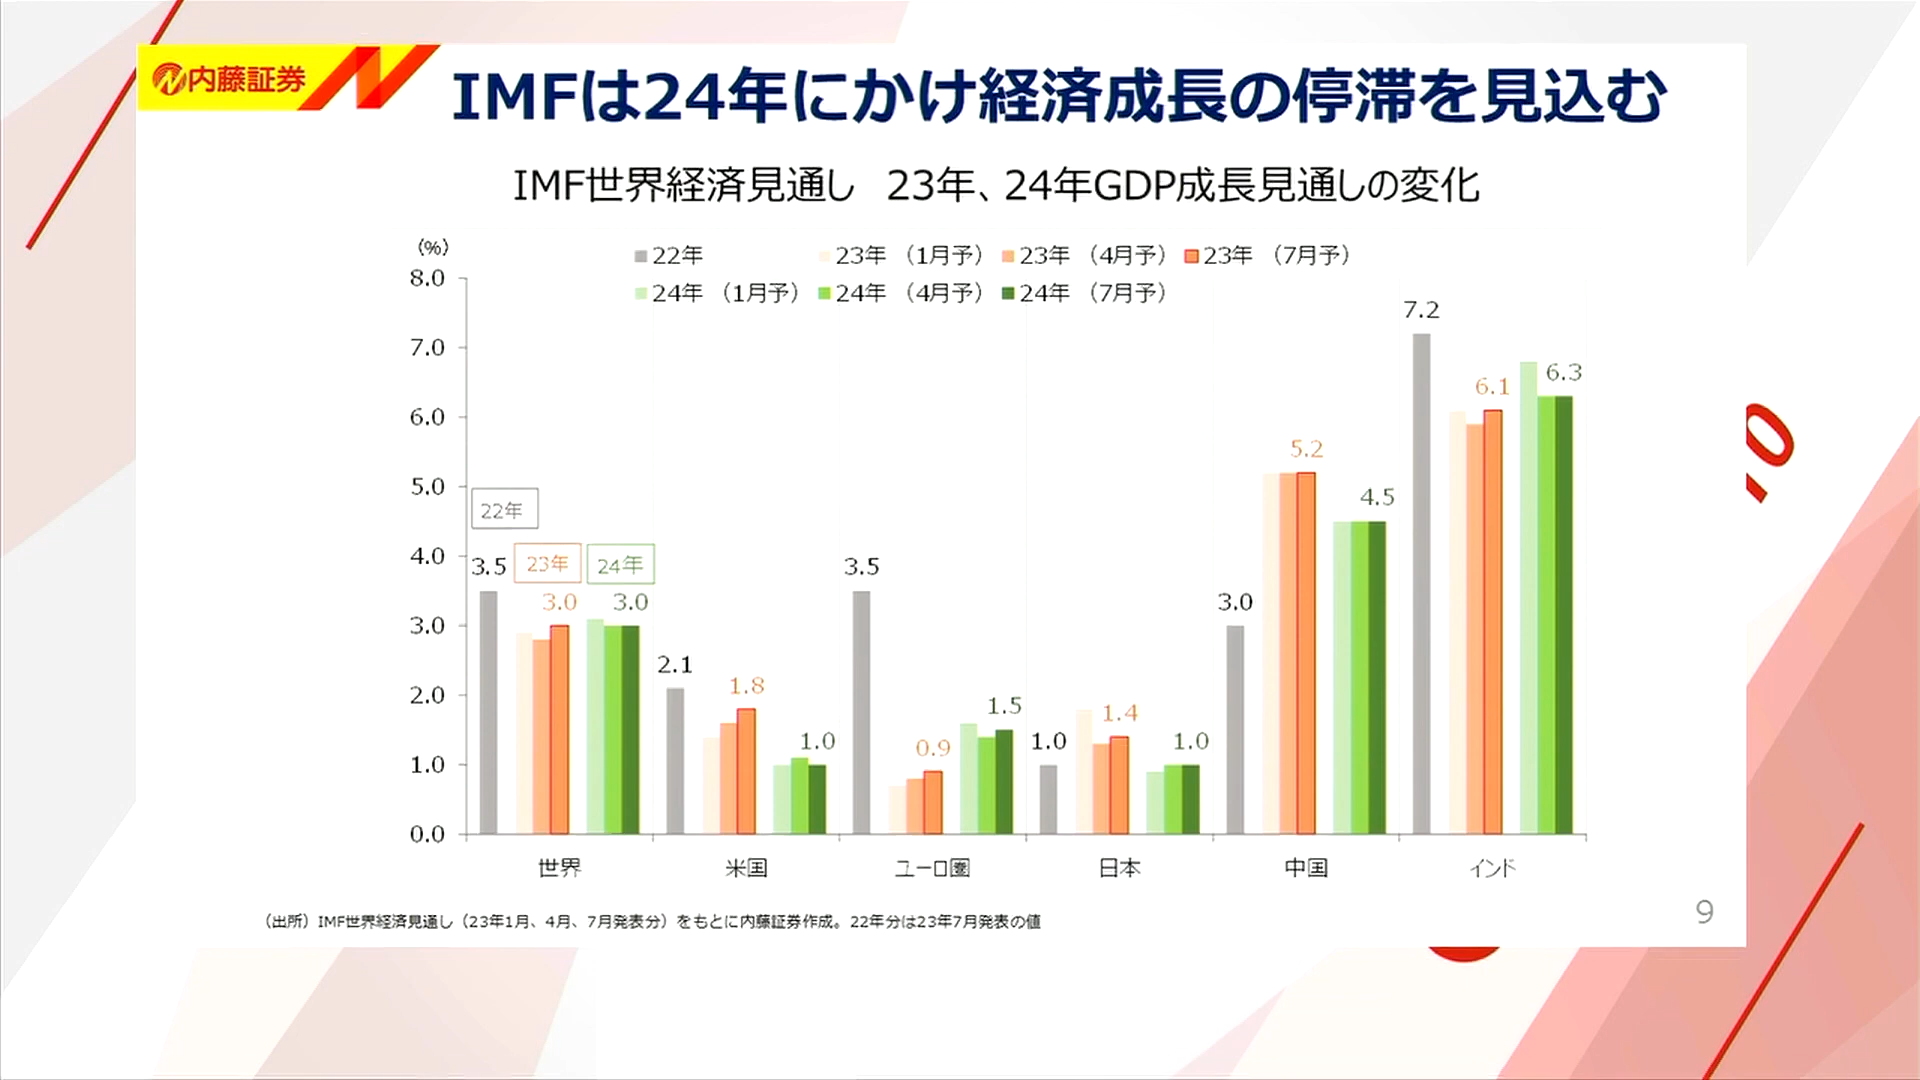 内藤証券
IMFは24年にかけ経済成長の停滞を見込む
IMF世界経済見通し　23年、24年GDP成長見通しの変化
（%）
22年 23年 （1月予） 23年 （4月予） 23年 （7月予）
24年 （1月予） 24年 （4月予） 24年 （7月予）
8.0
7.0
6.0
5.0
4.0
3.0
2.0
1.0
0.0
22年
23年
24年
3.5 3.0 3.0
2.1 1.8 1.0
3.5 0.9 1.5
1.0 1.4 1.0
3.0 5.2 4.5
7.2 6.1 6.3
世界 米国 ユーロ圏 日本 中国 インド
（出所）IMF世界経済見通し（23年1月、4月、7月発表分）をもとに内藤証券作成。22年分は23年7月発表の値
9
10